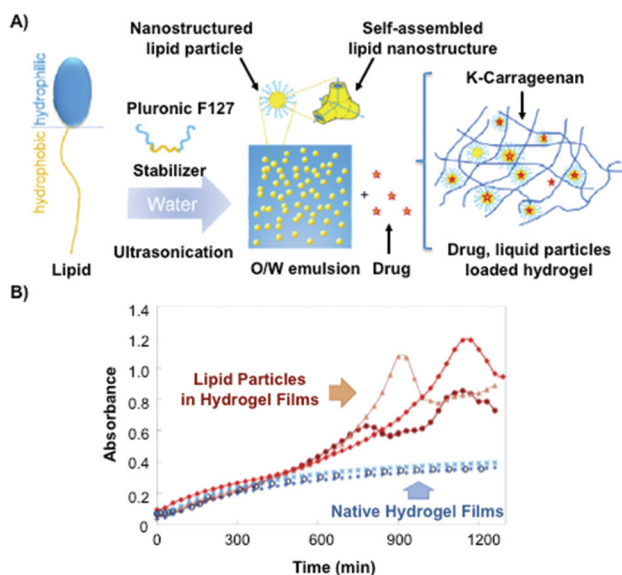 A)
Nanostructured
lipid particle
Self-assembled
lipid nanostructure
hydrophilic
hydrophobic
Pluronic F127
Stabilizer
Water
Ultrasonication
Lipid
O/W emulsion
+
Drug
K-Carrageenan
Drug, liquid particles
loaded hydrogel
B)
Absorbance
1.4
1.2
1.0
0.8
0.6
0.4
0.2
0
Lipid Particles
in Hydrogel Films
Native Hydrogel Films
0 300 600 900 1200
Time (min)